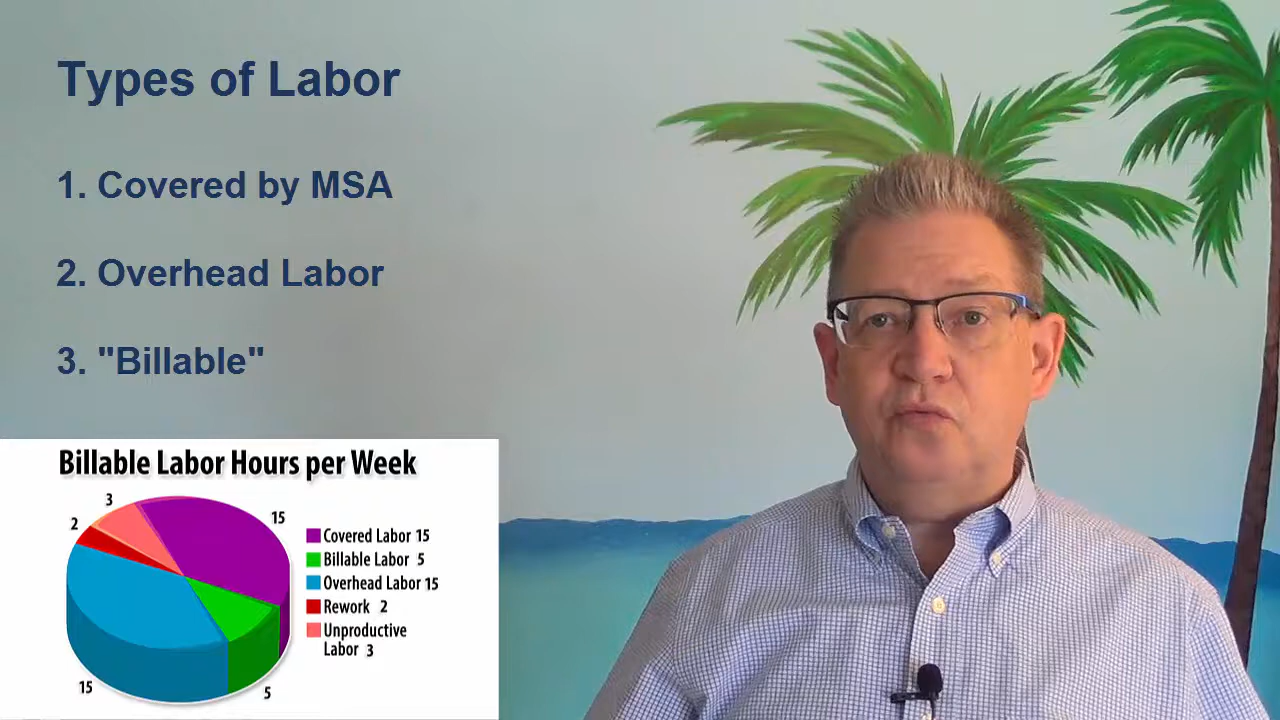 Types of Labor
1. Covered by MSA
2. Overhead Labor
3. "Billable"
Billable Labor Hours per Week
3
2
15
15
5
Covered Labor 15
Billable Labor 5
Overhead Labor 15
Rework 2
Unproductive
Labor 3